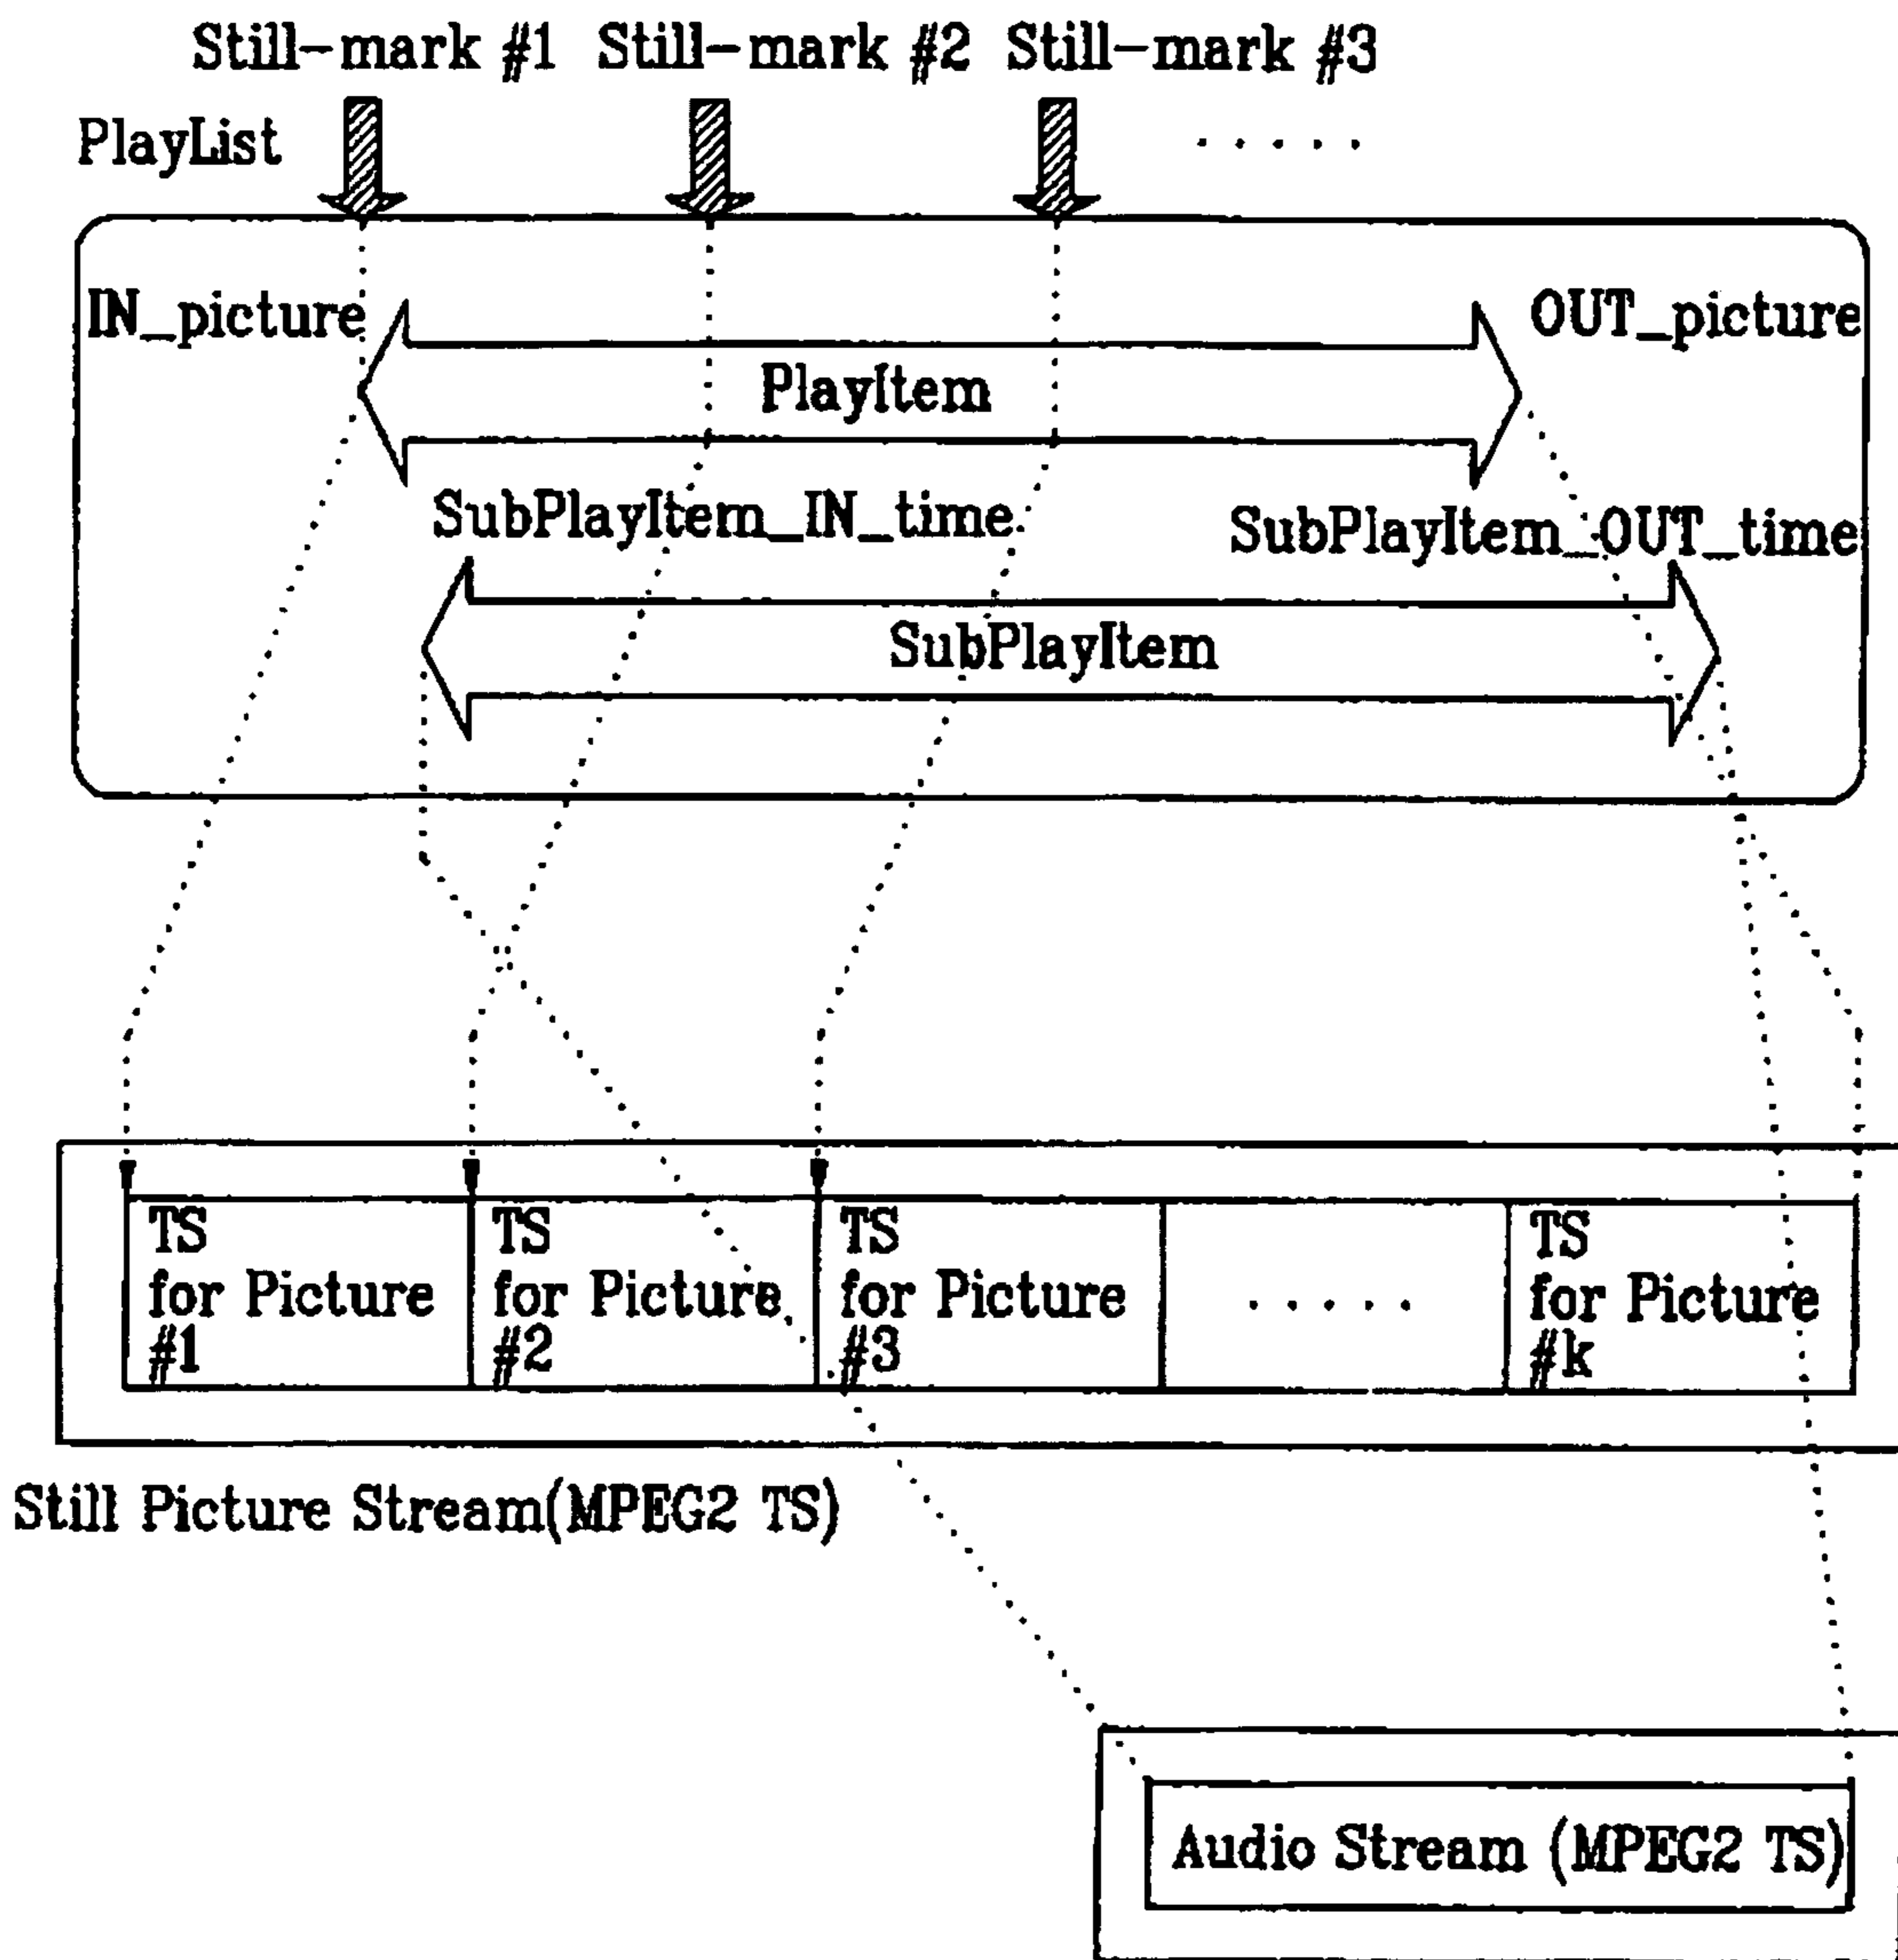 Still-mark #1 Still-mark #2 Still-mark #3
PlayList
.....
IN_picture
OUT_picture
PlayItem
SubPlayItem_IN_time
SubPlayItem_OUT_time
SubPlayItem
TS
for Picture
#1
TS
for Picture
#2
TS
for Picture
#3
.....
TS
for Picture
#k
Still Picture Stream(MPEG2 TS)
Audio Stream (MPEG2 TS)